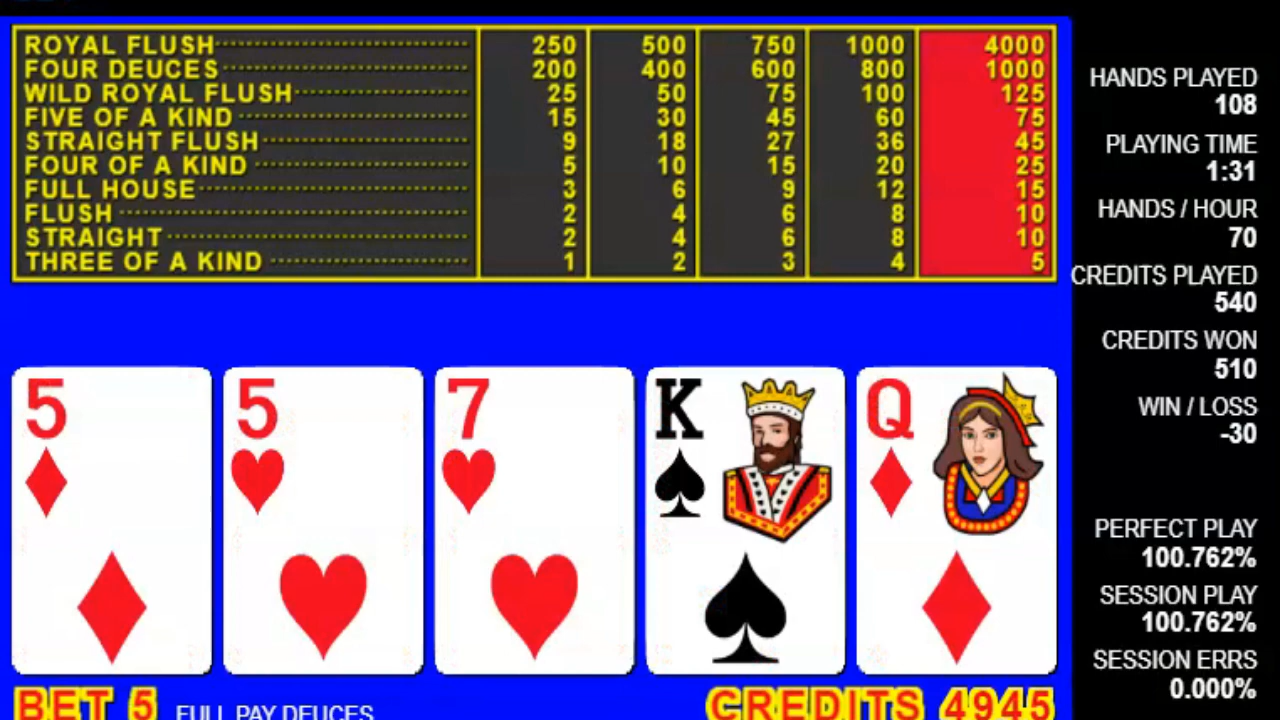 ROYAL FLUSH 250 500 750 1000 4000
FOUR DEUCES 200 400 600 800 1000
WILD ROYAL FLUSH 25 50 75 100 125
FIVE OF A KIND 15 30 45 60 75
STRAIGHT FLUSH 9 18 27 36 45
FOUR OF A KIND 5 10 15 20 25
FULL HOUSE 3 6 9 12 15
FLUSH 2 4 6 8 10
STRAIGHT 2 4 6 8 10
THREE OF A KIND 1 2 3 4 5
HANDS PLAYED
108
PLAYING TIME
1:31
HANDS / HOUR
70
CREDITS PLAYED
540
CREDITS WON
510
WIN / LOSS
-30
5 5 7 K Q
PERFECT PLAY
100.762%
SESSION PLAY
100.762%
SESSION ERRS
0.000%
BET 5 FULL PAY DEUCES CREDITS 4945